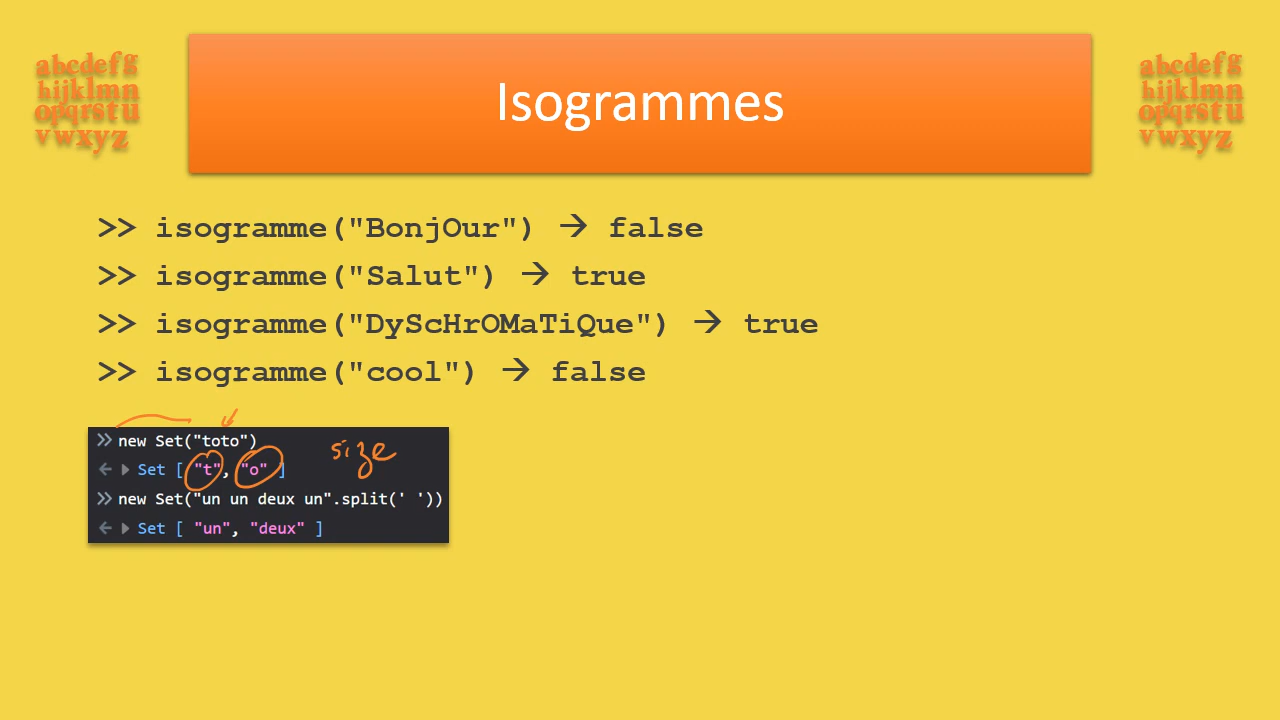 abcdefg
hijklmn
opqrstu
vwxyz
Isogrammes
abcdefg
hijklmn
opqrstu
vwxyz
>> isogramme("BonjOur") → false
>> isogramme("Salut") → true
>> isogramme("DyScHrOMaTiQue") → true
>> isogramme("cool") → false
>> new Set("toto")
← ▶ Set [ "t", "o" ]
size
>> new Set("un un deux un".split(' '))
← ▶ Set [ "un", "deux" ]